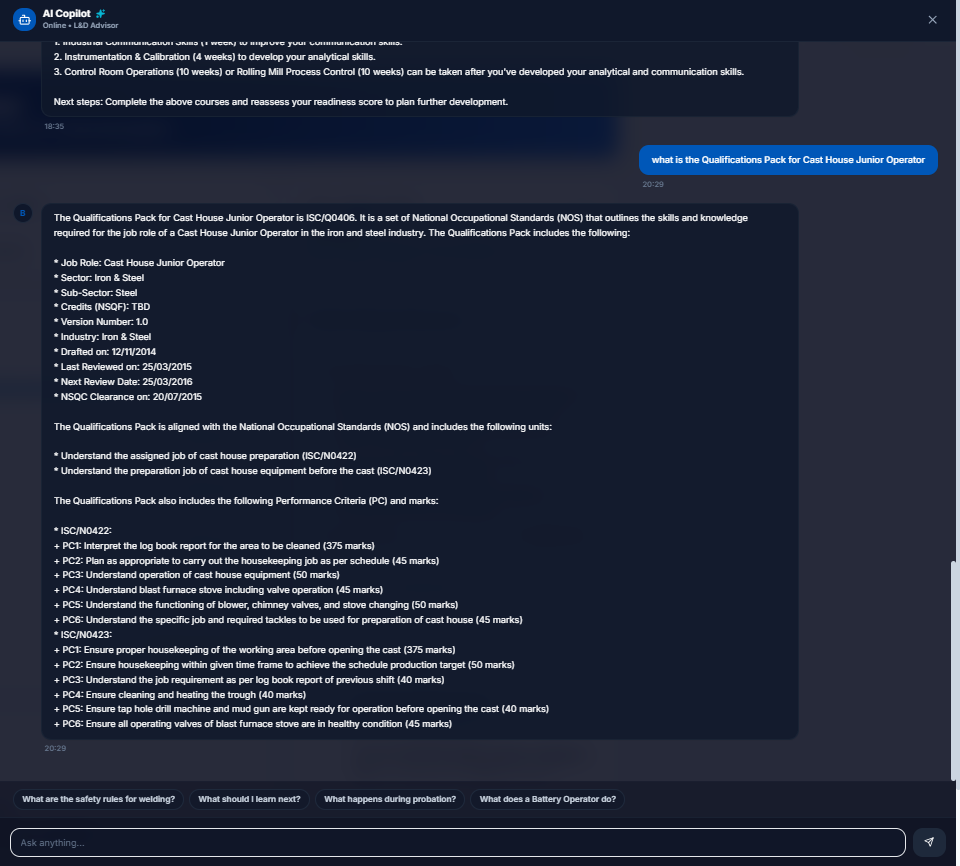 AI Copilot
Online • L&D Advisor
1. Industrial Communication Skills (1 week) to improve your communication skills.
2. Instrumentation & Calibration (4 weeks) to develop your analytical skills.
3. Control Room Operations (10 weeks) or Rolling Mill Process Control (10 weeks) can be taken after you've developed your analytical and communication skills.
Next steps: Complete the above courses and reassess your readiness score to plan further development.
18:35
what is the Qualifications Pack for Cast House Junior Operator
20:29
B
The Qualifications Pack for Cast House Junior Operator is ISC/Q0406. It is a set of National Occupational Standards (NOS) that outlines the skills and knowledge
required for the job role of a Cast House Junior Operator in the iron and steel industry. The Qualifications Pack includes the following:
* Job Role: Cast House Junior Operator
* Sector: Iron & Steel
* Sub-Sector: Steel
* Credits (NSQF): TBD
* Version Number: 1.0
* Industry: Iron & Steel
* Drafted on: 12/11/2014
* Last Reviewed on: 25/03/2015
* Next Review Date: 25/03/2016
* NSQC Clearance on: 20/07/2015
The Qualifications Pack is aligned with the National Occupational Standards (NOS) and includes the following units:
* Understand the assigned job of cast house preparation (ISC/N0422)
* Understand the preparation job of cast house equipment before the cast (ISC/N0423)
The Qualifications Pack also includes the following Performance Criteria (PC) and marks:
* ISC/N0422:
+ PC1: Interpret the log book report for the area to be cleaned (375 marks)
+ PC2: Plan as appropriate to carry out the housekeeping job as per schedule (45 marks)
+ PC3: Understand operation of cast house equipment (50 marks)
+ PC4: Understand blast furnace stove including valve operation (45 marks)
+ PC5: Understand the functioning of blower, chimney valves, and stove changing (50 marks)
+ PC6: Understand the specific job and required tackles to be used for preparation of cast house (45 marks)
* ISC/N0423:
+ PC1: Ensure proper housekeeping of the working area before opening the cast (375 marks)
+ PC2: Ensure housekeeping within given time frame to achieve the schedule production target (50 marks)
+ PC3: Understand the job requirement as per log book report of previous shift (40 marks)
+ PC4: Ensure cleaning and heating the trough (40 marks)
+ PC5: Ensure tap hole drill machine and mud gun are kept ready for operation before opening the cast (40 marks)
+ PC6: Ensure all operating valves of blast furnace stove are in healthy condition (45 marks)
20:29
What are the safety rules for welding?
What should I learn next?
What happens during probation?
What does a Battery Operator do?
Ask anything...